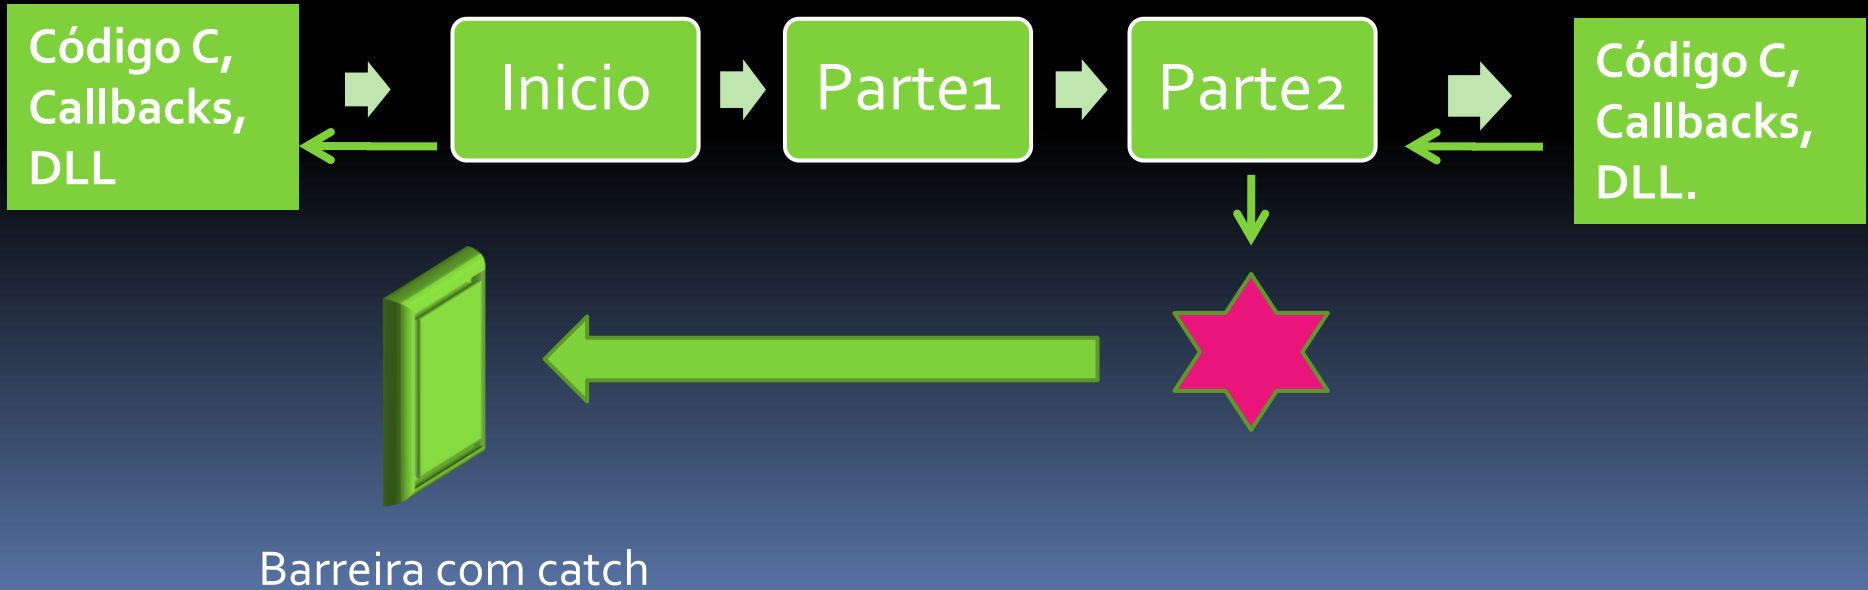 Código C,
Callbacks,
DLL
Inicio
Parte1
Parte2
Código C,
Callbacks,
DLL.
Barreira com catch